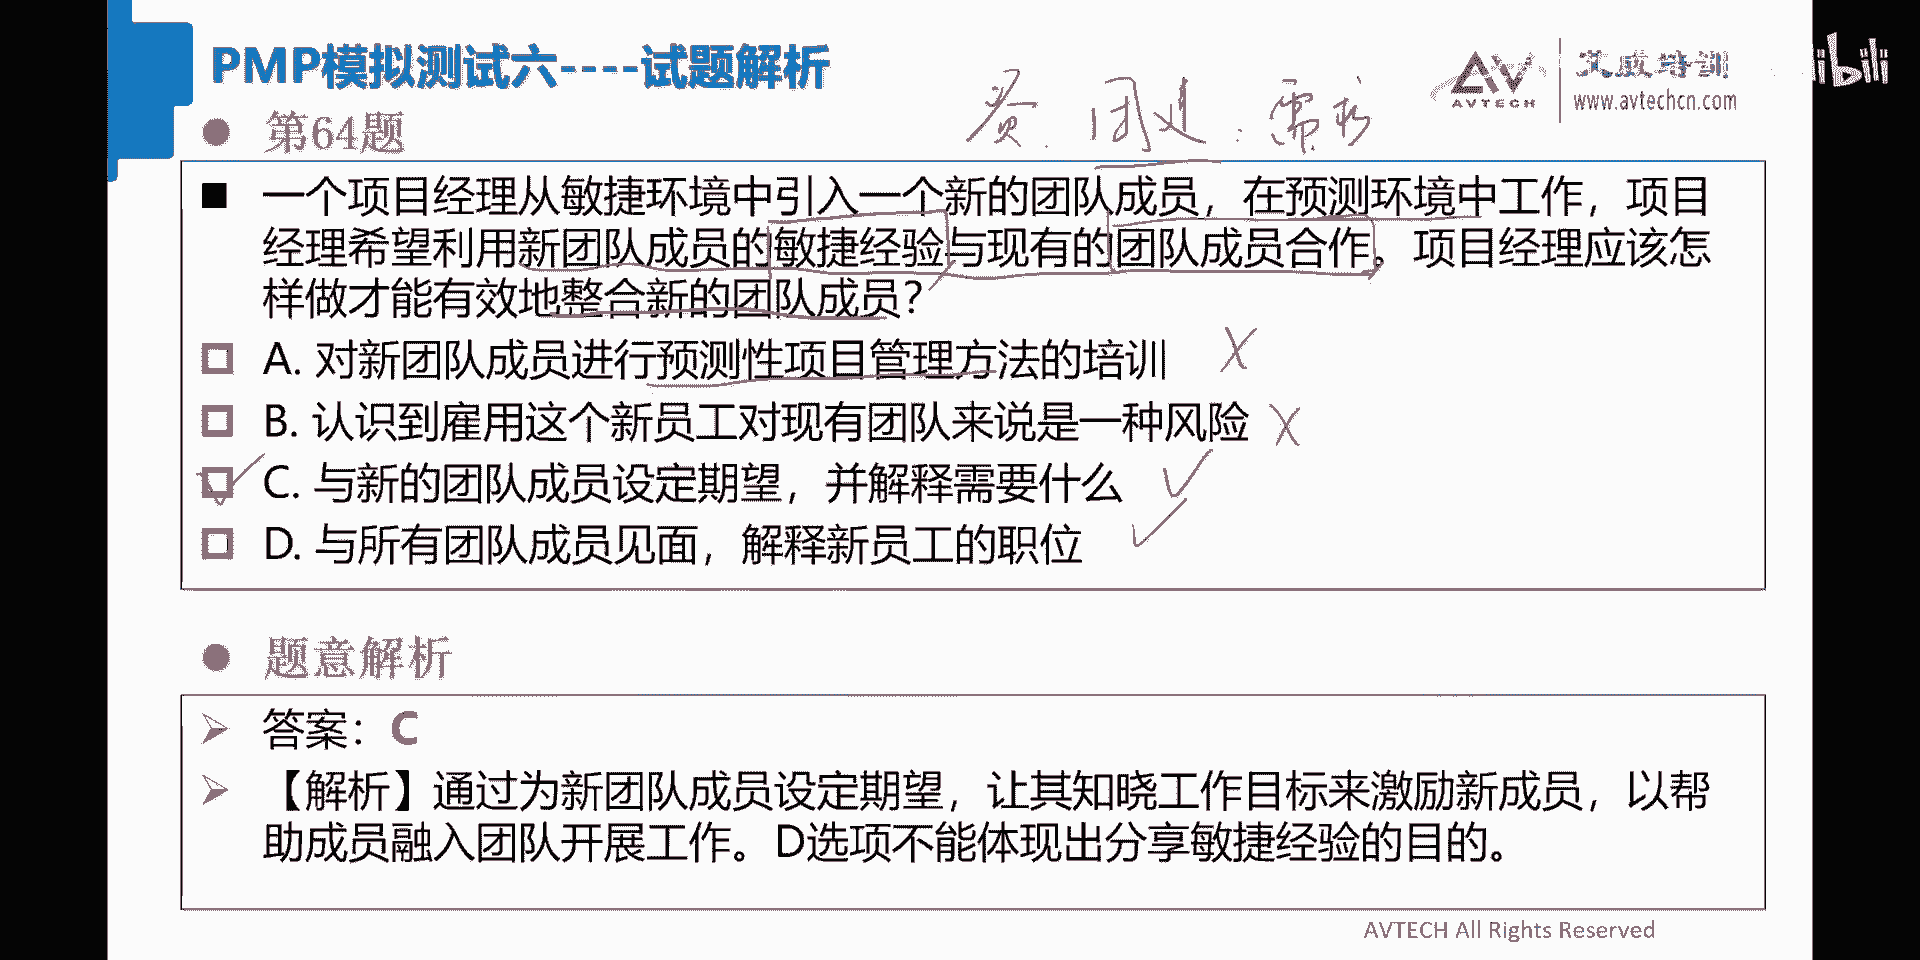 PMP模拟测试六----试题解析
AVTECH
艾威培训
www.avtechcn.com
bilibili
第64题
资. 团建: 需求
一个项目经理从敏捷环境中引入一个新的团队成员，在预测环境中工作，项目
经理希望利用新团队成员的敏捷经验与现有的团队成员合作。项目经理应该怎
样做才能有效地整合新的团队成员?
A. 对新团队成员进行预测性项目管理方法的培训
B. 认识到雇用这个新员工对现有团队来说是一种风险
C. 与新的团队成员设定期望，并解释需要什么
D. 与所有团队成员见面，解释新员工的职位
题意解析
答案：C
【解析】通过为新团队成员设定期望，让其知晓工作目标来激励新成员，以帮
助成员融入团队开展工作。D选项不能体现出分享敏捷经验的目的。
AVTECH All Rights Reserved